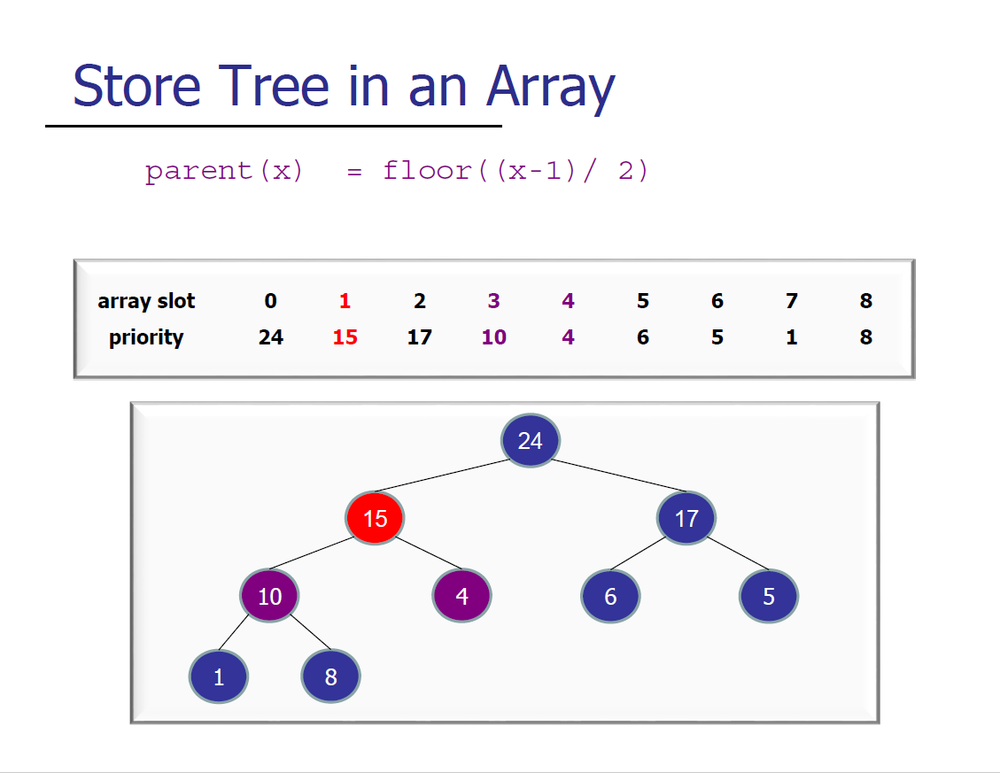 Store Tree in an Array
parent(x) = floor((x-1)/ 2)
array slot 0 1 2 3 4 5 6 7 8
priority 24 15 17 10 4 6 5 1 8
24
15 17
10 4 6 5
1 8